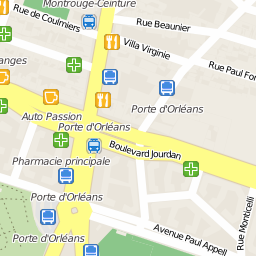 Montrouge-Ceinture
Rue de Coulmiers
Rue Beaunier
Villa Virginie
Rue Paul For
anges
Porte d'Orléans
Auto Passion
Porte d'Orléans
Boulevard Jourdan
Pharmacie principale
Porte d'Orléans
Rue Monticelli
Avenue Paul Appell
Porte d'Orléans